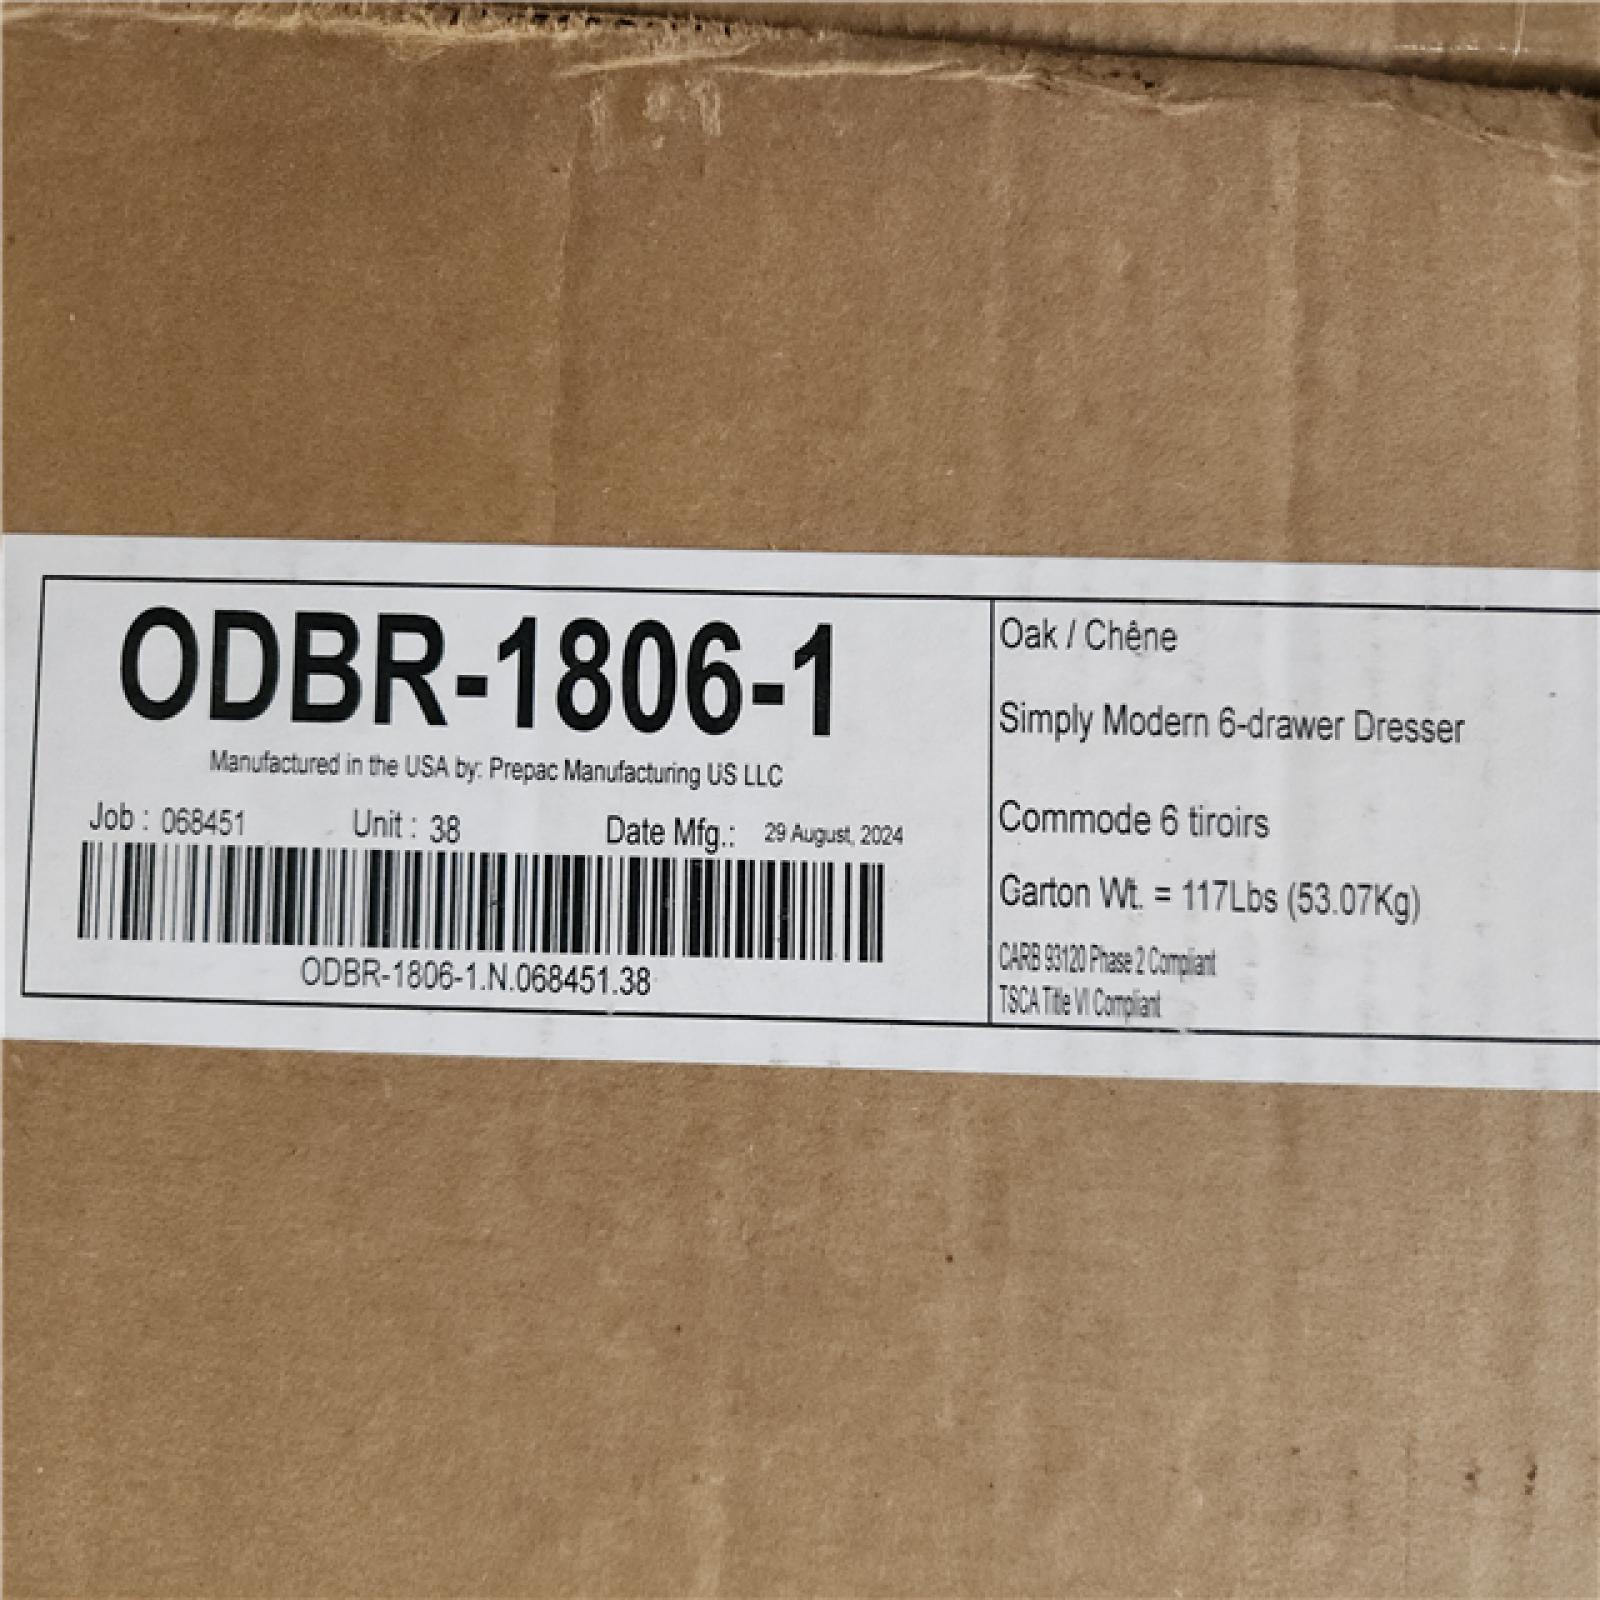 ODBR-1806-1
Manufactured in the USA by: Prepac Manufacturing US LLC
Job : 068451 Unit : 38 Date Mfg.: 29 August, 2024
ODBR-1806-1.N.068451.38
Oak / Chêne
Simply Modern 6-drawer Dresser
Commode 6 tiroirs
Carton Wt. = 117Lbs (53.07Kg)
CARB 93120 Phase 2 Compliant
TSCA Title VI Compliant